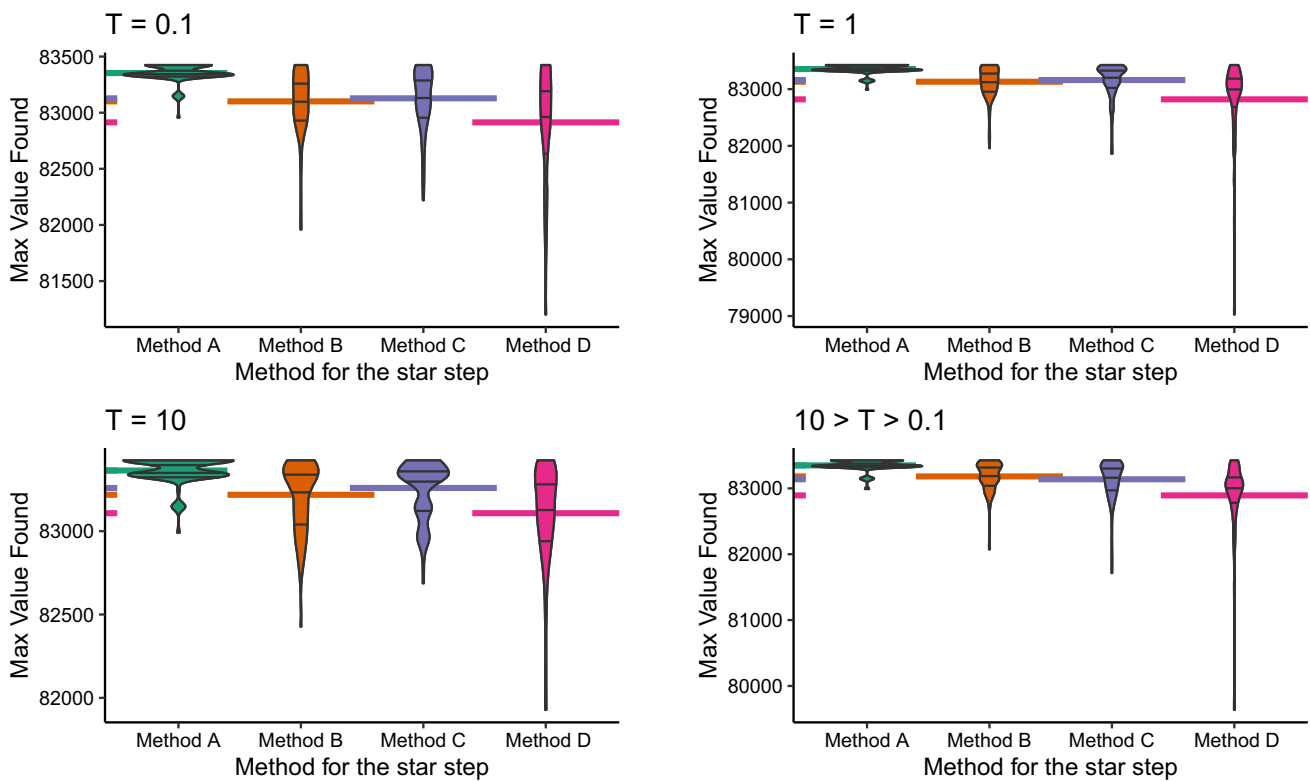 T = 0.1
83500
83000
82500
82000
81500
Max Value Found
Method A Method B Method C Method D
Method for the star step
T = 1
83000
82000
81000
80000
79000
Max Value Found
Method A Method B Method C Method D
Method for the star step
T = 10
83000
82500
82000
Max Value Found
Method A Method B Method C Method D
Method for the star step
10 > T > 0.1
83000
82000
81000
80000
Max Value Found
Method A Method B Method C Method D
Method for the star step